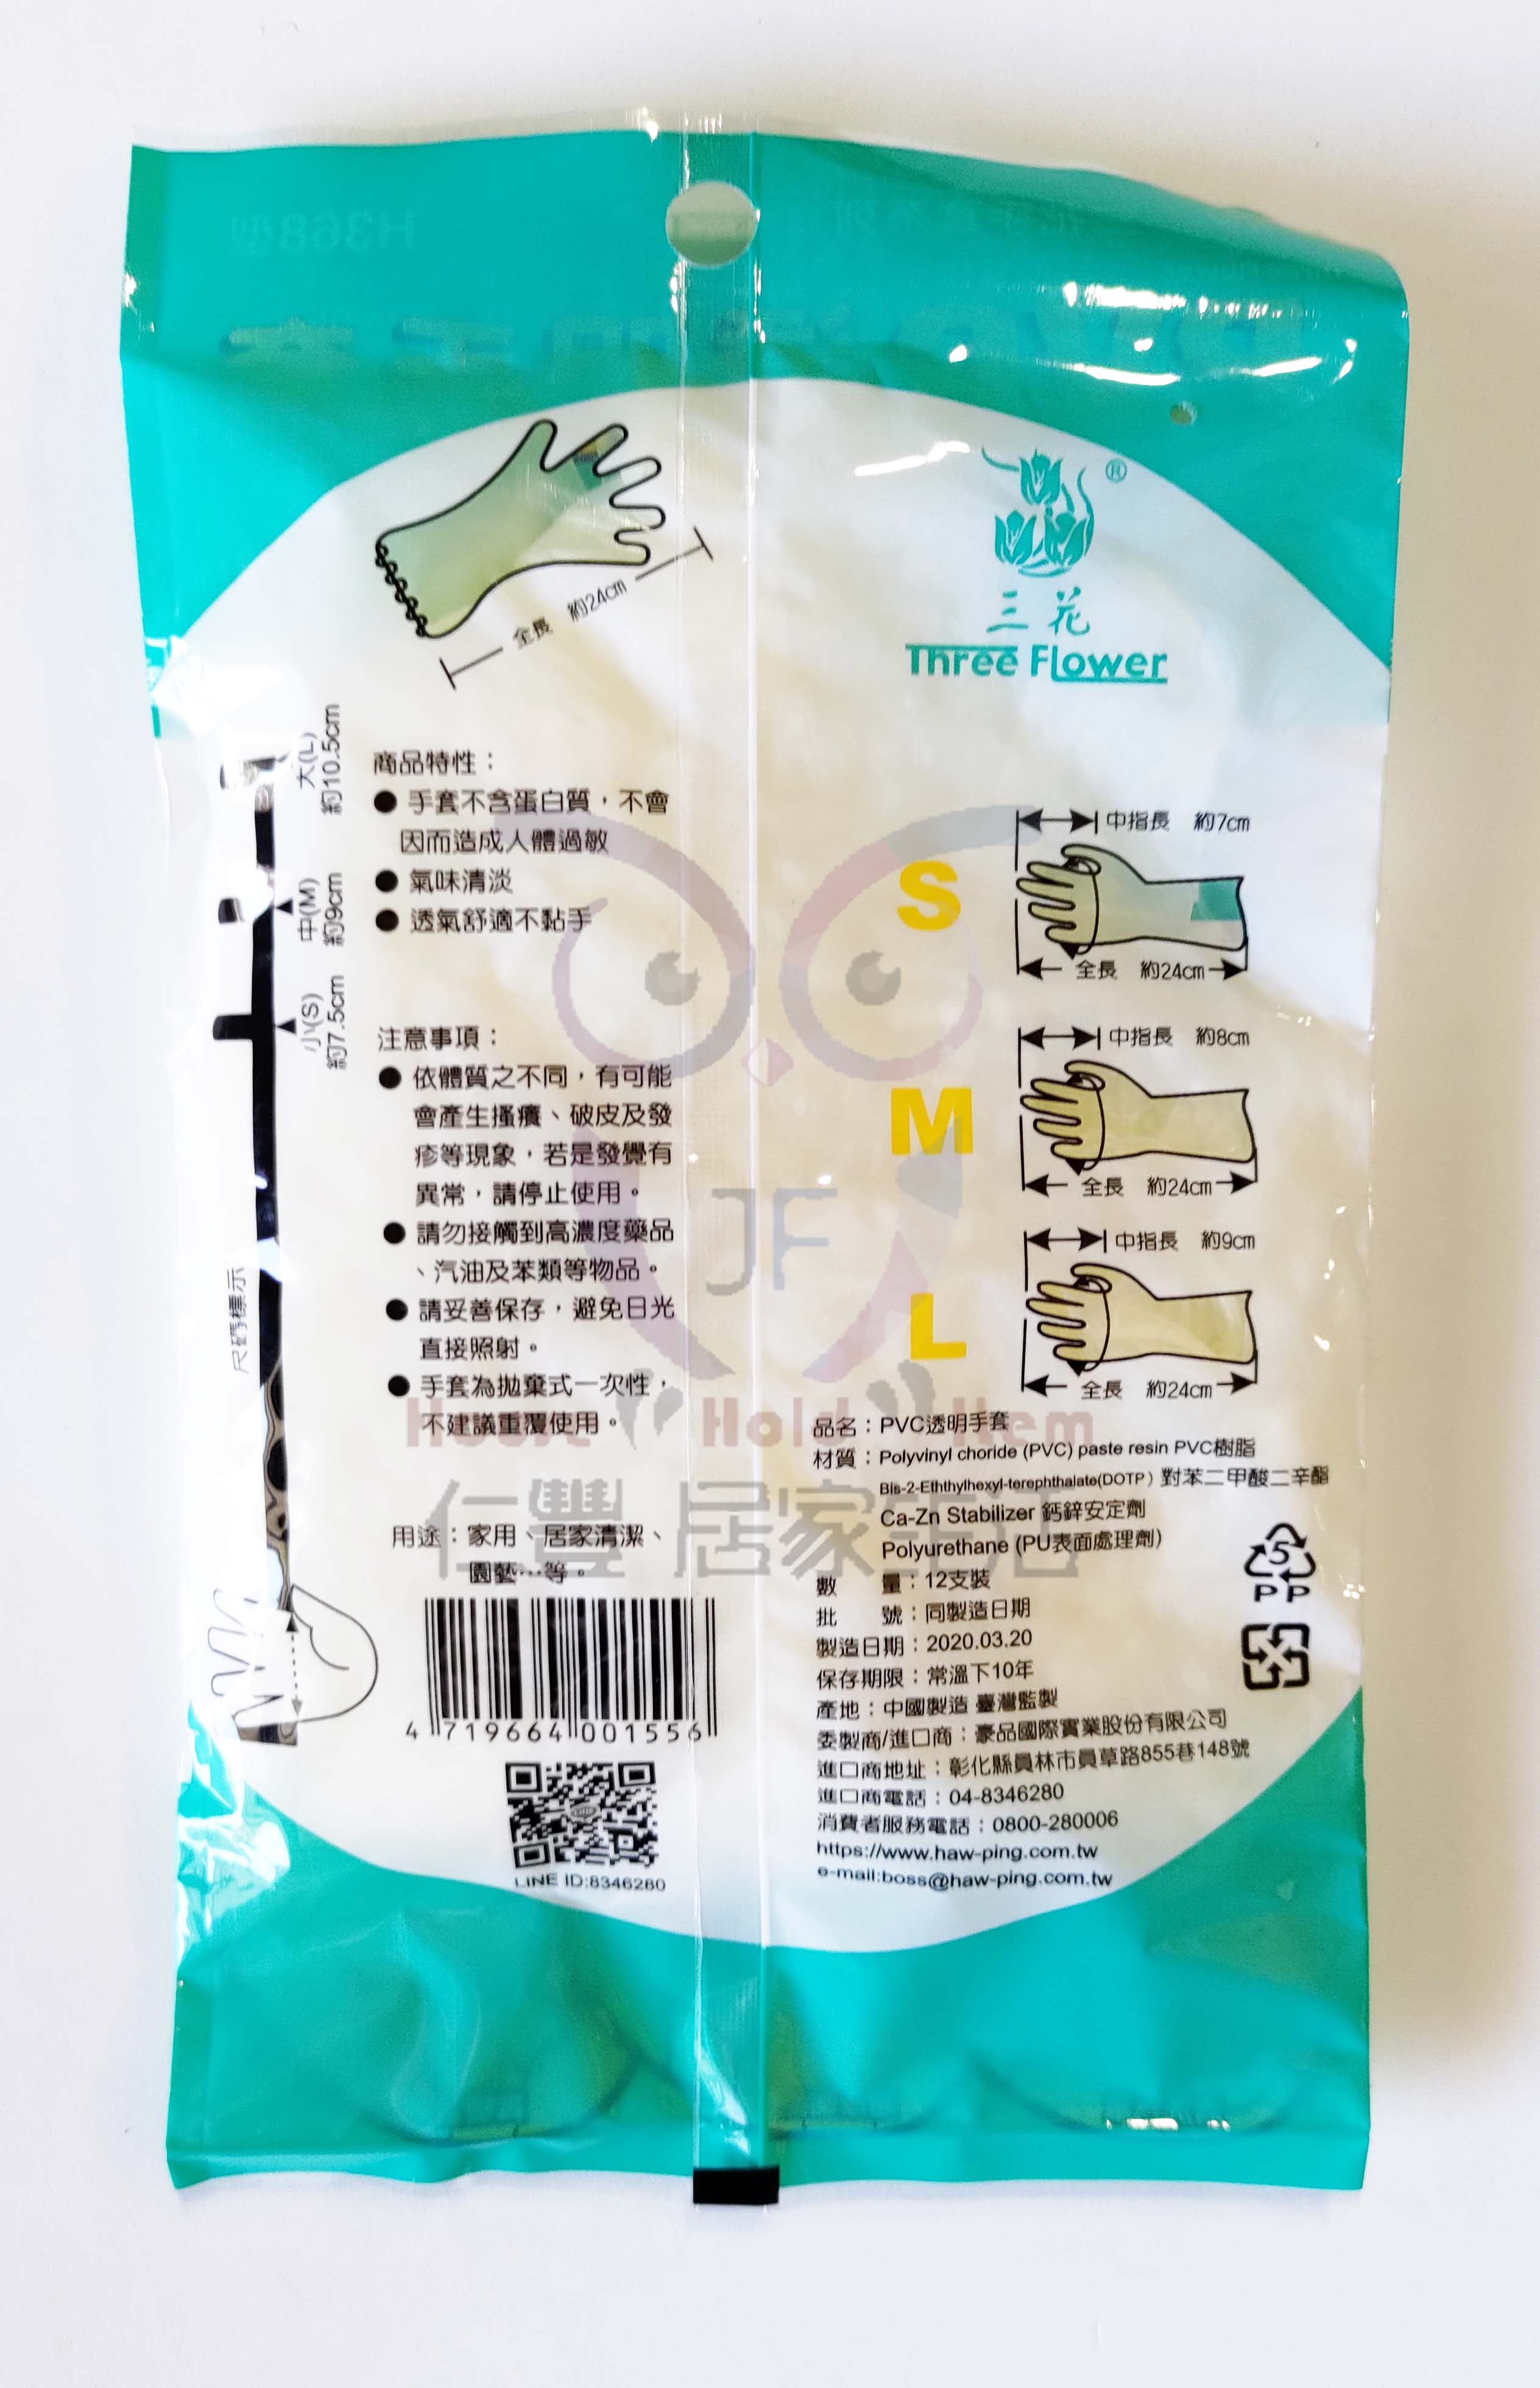 H368型
全長 約24cm
®
三花
Three Flower
大(L)
約10.5cm
中(M)
約9cm
小(S)
約7.5cm
尺碼標示
商品特性：
● 手套不含蛋白質，不會
因而造成人體過敏
● 氣味清淡
● 透氣舒適不黏手
注意事項：
● 依體質之不同，有可能
會產生搔癢、破皮及發
疹等現象，若是發覺有
異常，請停止使用。
● 請勿接觸到高濃度藥品
、汽油及苯類等物品。
● 請妥善保存，避免日光
直接照射。
● 手套為拋棄式一次性，
不建議重覆使用。
用途：家用、居家清潔、
園藝…等。
4 719664 001556
LINE ID:8346280
S
中指長 約7cm
全長 約24cm
M
中指長 約8cm
全長 約24cm
L
中指長 約9cm
全長 約24cm
JF
Hold
仁豐 居家生活
品名：PVC透明手套
材質：Polyvinyl choride (PVC) paste resin PVC樹脂
Bis-2-Eththylhexyl-terephthalate(DOTP) 對苯二甲酸二辛酯
Ca-Zn Stabilizer 鈣鋅安定劑
Polyurethane (PU表面處理劑)
數 量：12支裝
批 號：同製造日期
製造日期：2020.03.20
保存期限：常溫下10年
產地：中國製造 臺灣監製
委製商/進口商：豪品國際實業股份有限公司
進口商地址：彰化縣員林市員草路855巷148號
進口商電話：04-8346280
消費者服務電話：0800-280006
https://www.haw-ping.com.tw
e-mail:boss@haw-ping.com.tw
5
PP